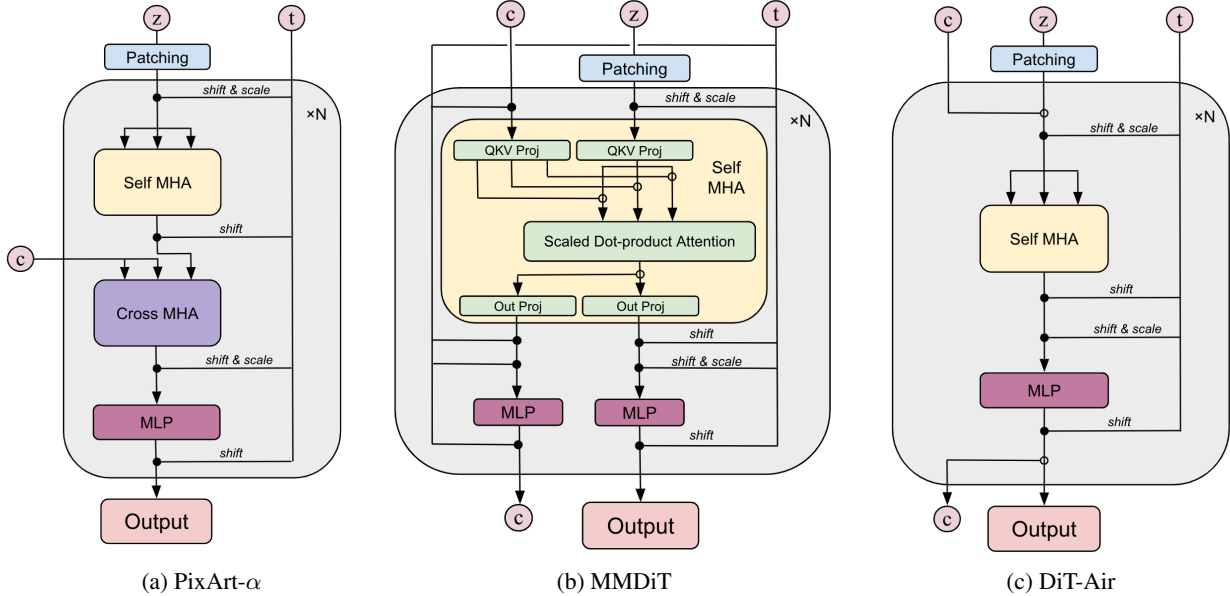 z
t
Patching
shift & scale
×N
Self MHA
shift
c
Cross MHA
shift & scale
MLP
shift
Output
(a) PixArt-α
c
z
t
Patching
shift & scale
×N
QKV Proj
QKV Proj
Self
MHA
Scaled Dot-product Attention
Out Proj
Out Proj
shift
shift & scale
MLP
MLP
shift
c
Output
(b) MMDiT
c
z
t
Patching
×N
shift & scale
Self MHA
shift
shift & scale
MLP
shift
c
Output
(c) DiT-Air